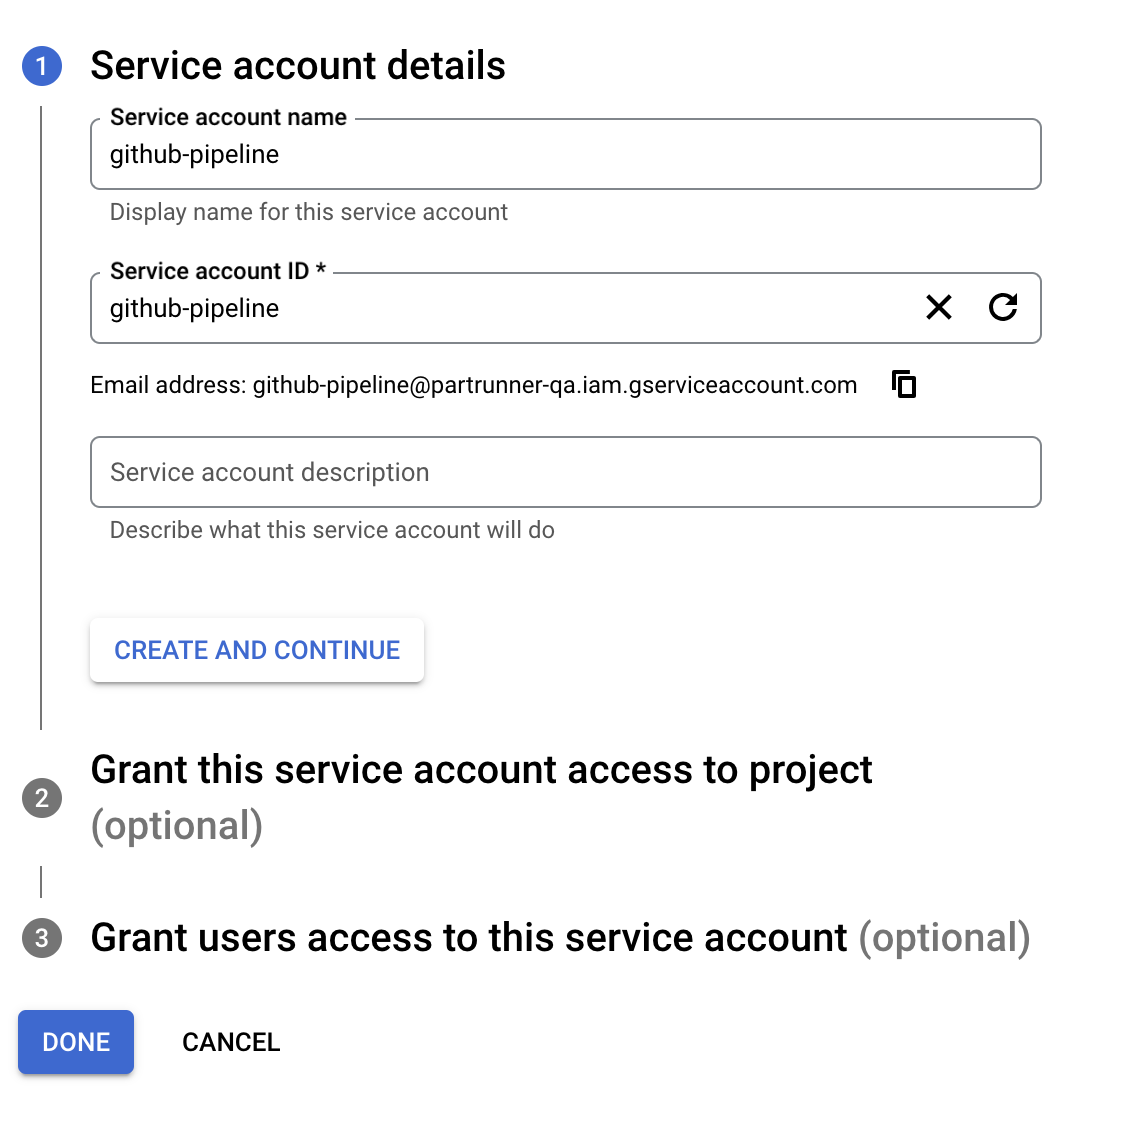 1 Service account details
Service account name
github-pipeline
Display name for this service account
Service account ID *
github-pipeline
Email address: github-pipeline@partrunner-qa.iam.gserviceaccount.com
Service account description
Describe what this service account will do
CREATE AND CONTINUE
2 Grant this service account access to project
(optional)
3 Grant users access to this service account (optional)
DONE CANCEL